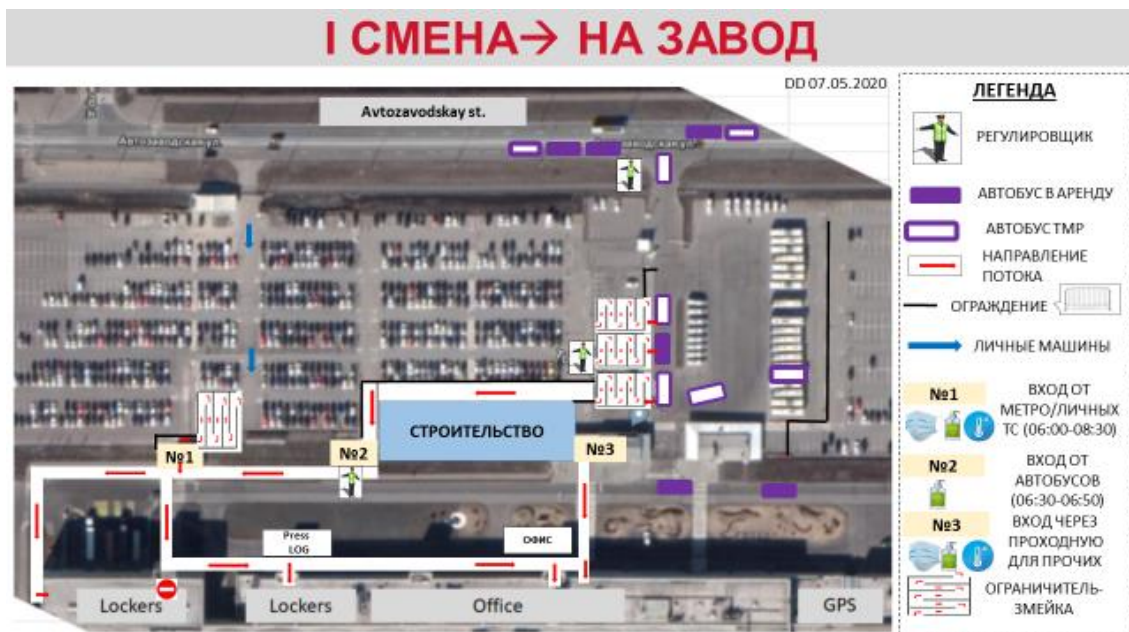 I СМЕНА→ НА ЗАВОД
DD 07.05.2020
Avtozavodskay st.
Автозаводская ул.
СТРОИТЕЛЬСТВО
№1
№2
№3
Press
LOG
ОФИС
Lockers
Lockers
Office
GPS
ЛЕГЕНДА
РЕГУЛИРОВЩИК
АВТОБУС В АРЕНДУ
АВТОБУС ТМР
НАПРАВЛЕНИЕ
ПОТОКА
ОГРАЖДЕНИЕ
ЛИЧНЫЕ МАШИНЫ
№1
ВХОД ОТ
МЕТРО/ЛИЧНЫХ
ТС (06:00-08:30)
№2
ВХОД ОТ
АВТОБУСОВ
(06:30-06:50)
№3
ВХОД ЧЕРЕЗ
ПРОХОДНУЮ
ДЛЯ ПРОЧИХ
ОГРАНИЧИТЕЛЬ-
ЗМЕЙКА